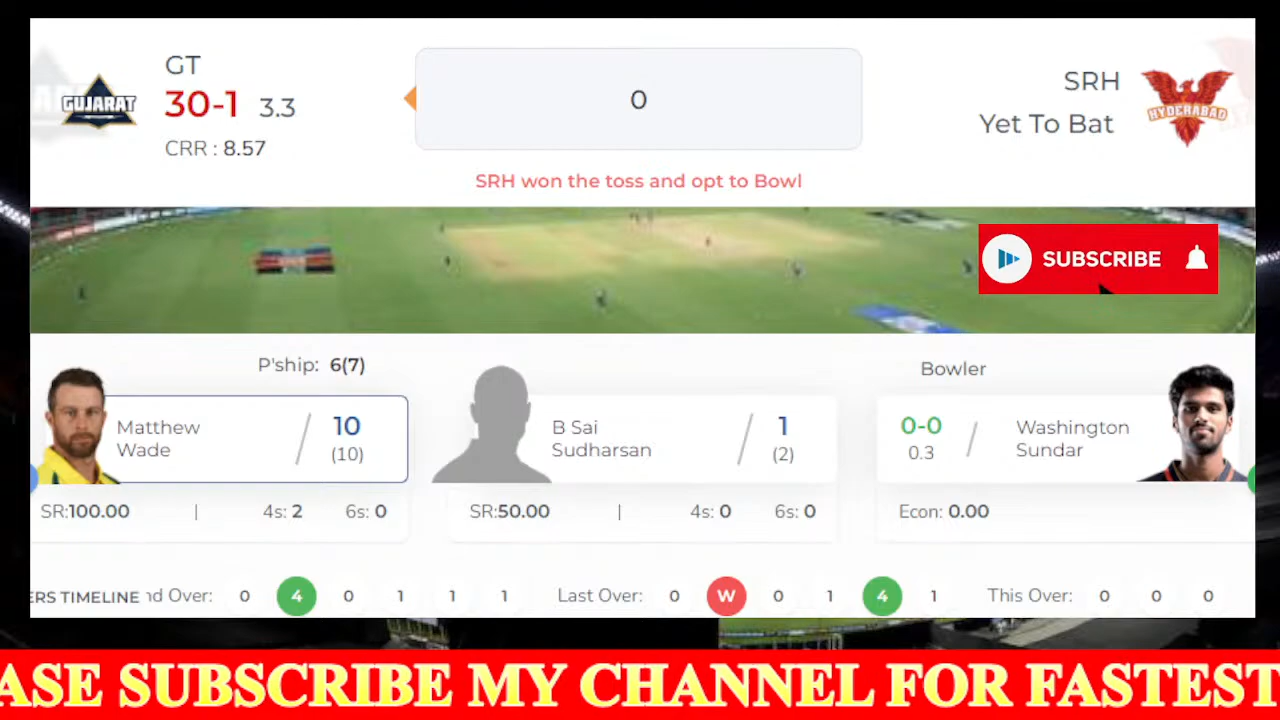 GT
30-1 3.3
CRR : 8.57
GUJARAT
0
SRH won the toss and opt to Bowl
SRH
Yet To Bat
HYDERABAD
SUBSCRIBE
P'ship: 6(7)
Matthew
Wade
10
(10)
SR:100.00 | 4s: 2 6s: 0
B Sai
Sudharsan
1
(2)
SR:50.00 | 4s: 0 6s: 0
Bowler
0-0
0.3
Washington
Sundar
Econ: 0.00
ERS TIMELINE nd Over: 0 4 0 1 1 1 Last Over: 0 W 0 1 4 1 This Over: 0 0 0
ASE SUBSCRIBE MY CHANNEL FOR FASTEST